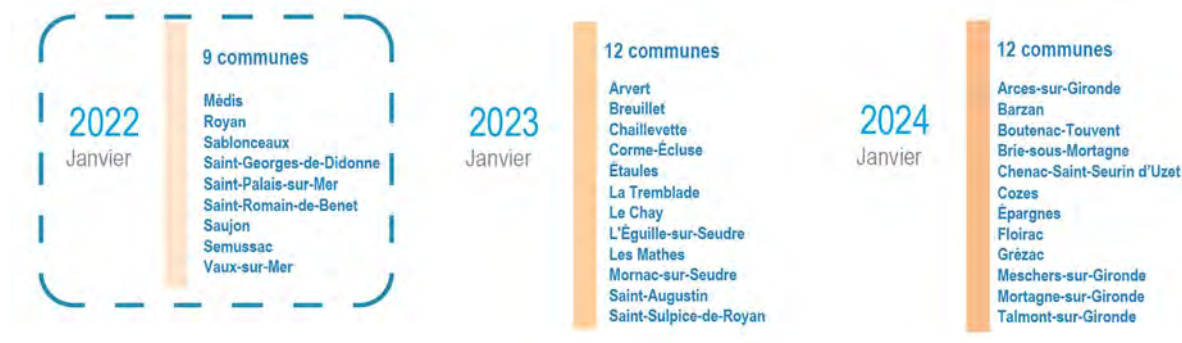 2022
Janvier
9 communes
Médis
Royan
Sablonceaux
Saint-Georges-de-Didonne
Saint-Palais-sur-Mer
Saint-Romain-de-Benet
Saujon
Semussac
Vaux-sur-Mer
2023
Janvier
12 communes
Arvert
Breuillet
Chaillevette
Corme-Écluse
Étaules
La Tremblade
Le Chay
L'Éguille-sur-Seudre
Les Mathes
Mornac-sur-Seudre
Saint-Augustin
Saint-Sulpice-de-Royan
2024
Janvier
12 communes
Arces-sur-Gironde
Barzan
Boutenac-Touvent
Brie-sous-Mortagne
Chenac-Saint-Seurin d'Uzet
Cozes
Épargnes
Floirac
Grézac
Meschers-sur-Gironde
Mortagne-sur-Gironde
Talmont-sur-Gironde